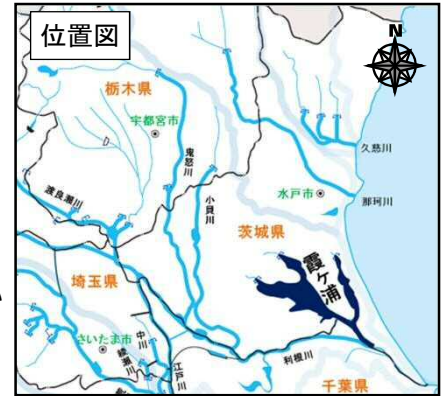 位置図
N
栃木県
宇都宮市
鬼怒川
久慈川
小貝川
水戸市
那珂川
渡良瀬川
茨城県
霞ヶ浦
埼玉県
さいたま市
中川
綾瀬川
江戸川
利根川
千葉県